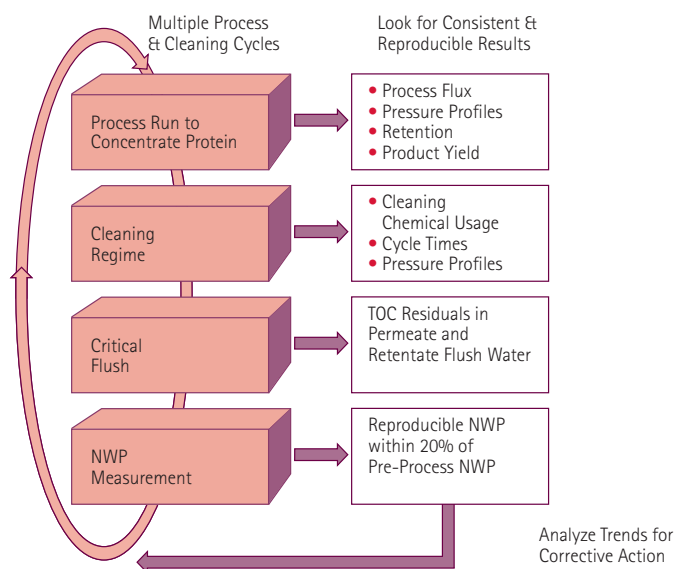 Multiple Process
& Cleaning Cycles
Look for Consistent &
Reproducible Results
Process Run to
Concentrate Protein
• Process Flux
• Pressure Profiles
• Retention
• Product Yield
Cleaning
Regime
• Cleaning
Chemical Usage
• Cycle Times
• Pressure Profiles
Critical
Flush
TOC Residuals in
Permeate and
Retentate Flush Water
NWP
Measurement
Reproducible NWP
within 20% of
Pre-Process NWP
Analyze Trends for
Corrective Action